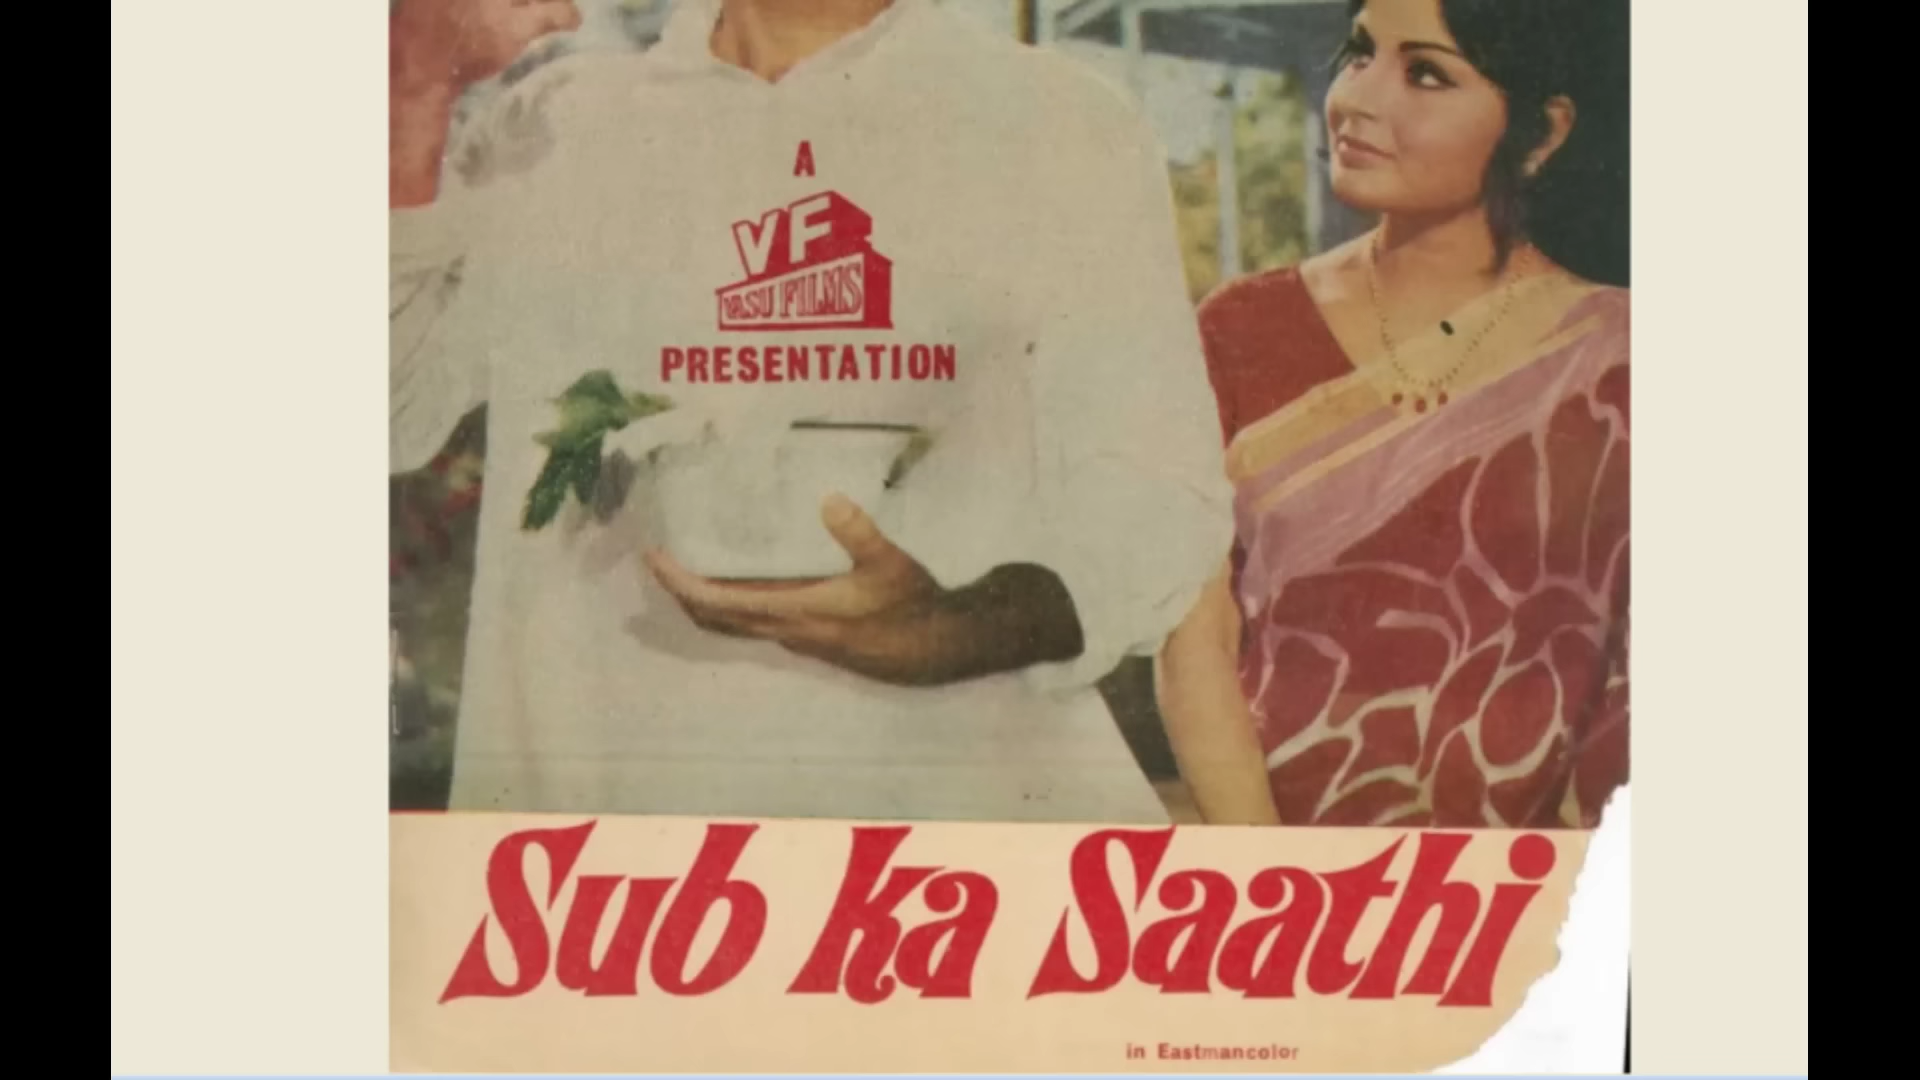 A
VF
VASU FILMS
PRESENTATION
Sub ka Saathi
in Eastmancolor